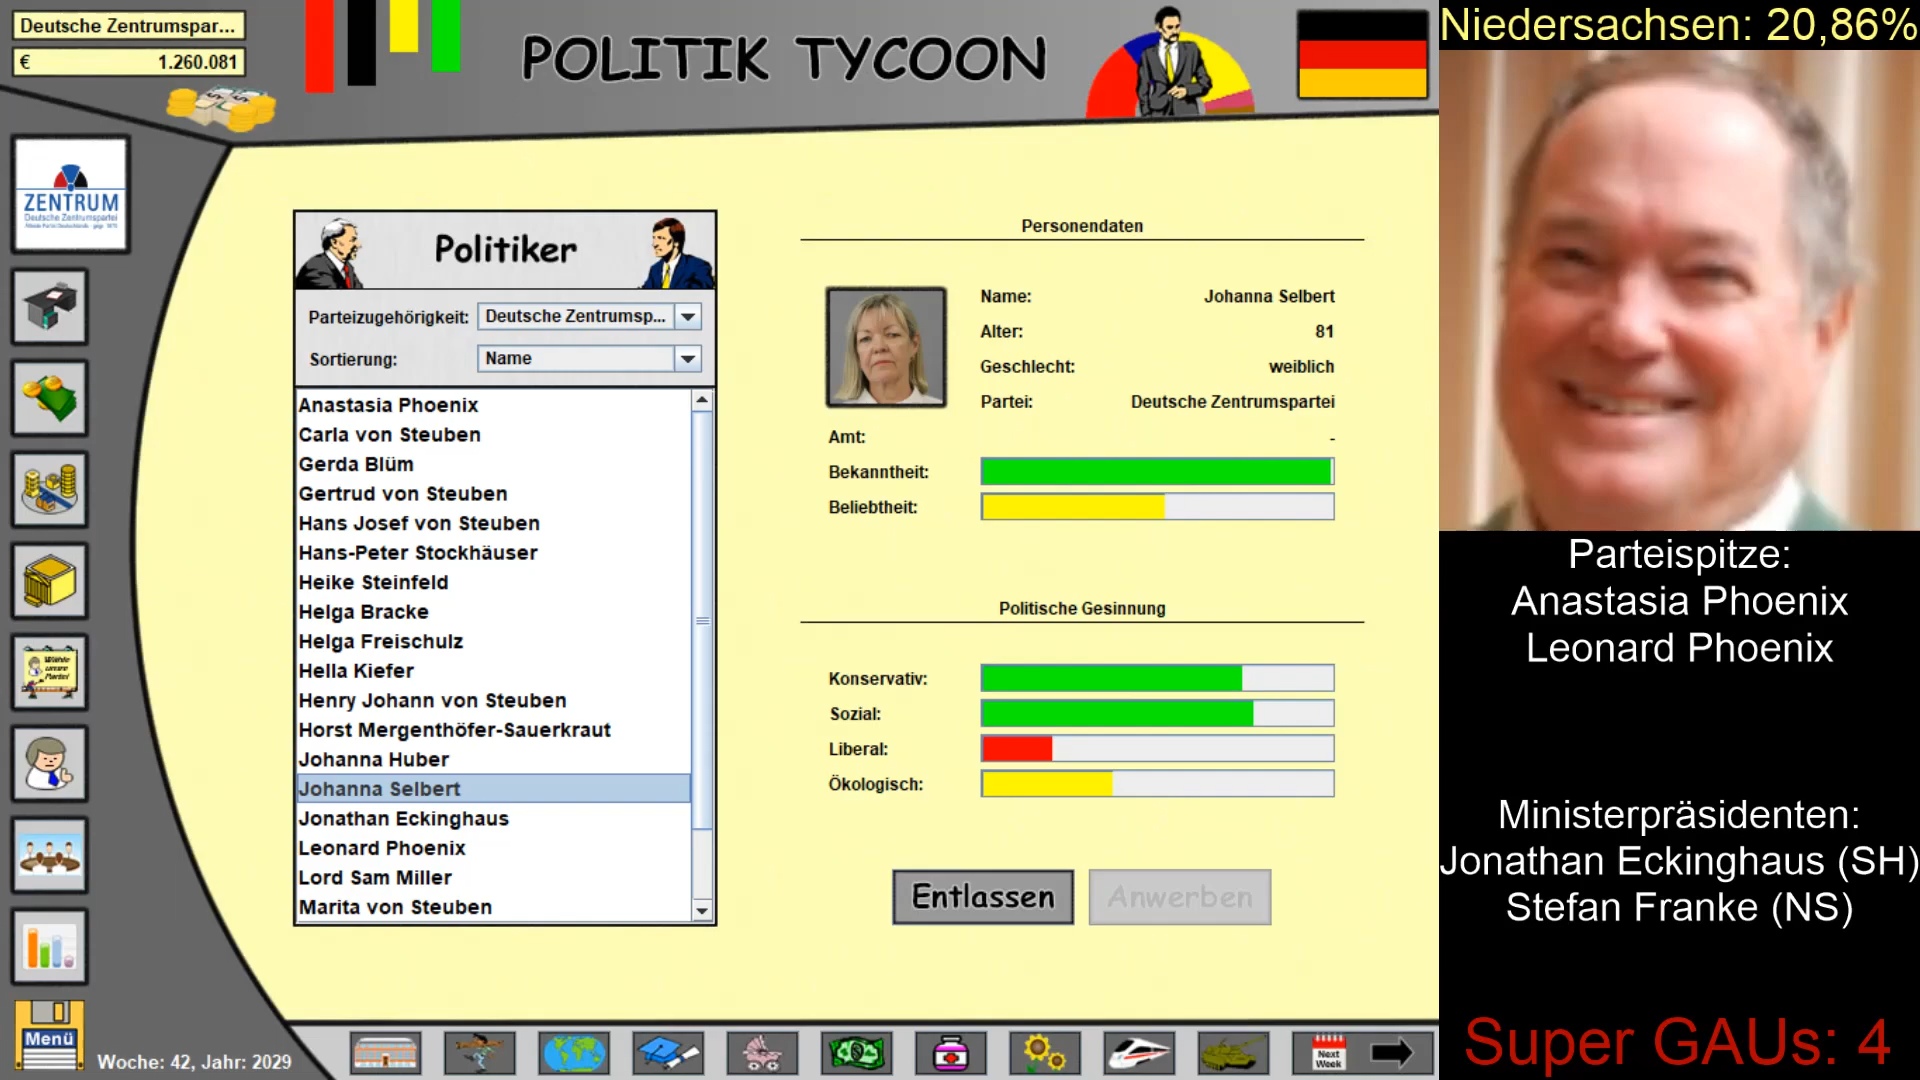 Deutsche Zentrumspar...
€ 1.260.081
POLITIK TYCOON
Niedersachsen: 20,86%
ZENTRUM
Deutsche Zentrumspartei
Politiker
Parteizugehörigkeit: Deutsche Zentrumsp...
Sortierung: Name
Anastasia Phoenix
Carla von Steuben
Gerda Blüm
Gertrud von Steuben
Hans Josef von Steuben
Hans-Peter Stockhäuser
Heike Steinfeld
Helga Bracke
Helga Freischulz
Hella Kiefer
Henry Johann von Steuben
Horst Mergenthöfer-Sauerkraut
Johanna Huber
Johanna Selbert
Jonathan Eckinghaus
Leonard Phoenix
Lord Sam Miller
Marita von Steuben
Personendaten
Name: Johanna Selbert
Alter: 81
Geschlecht: weiblich
Partei: Deutsche Zentrumspartei
Amt: -
Bekanntheit:
Beliebtheit:
Politische Gesinnung
Konservativ:
Sozial:
Liberal:
Ökologisch:
Entlassen
Anwerben
Parteispitze:
Anastasia Phoenix
Leonard Phoenix
Ministerpräsidenten:
Jonathan Eckinghaus (SH)
Stefan Franke (NS)
Super GAUs: 4
Wähle
unsre
Partei
Menü
Woche: 42, Jahr: 2029
Next
Week